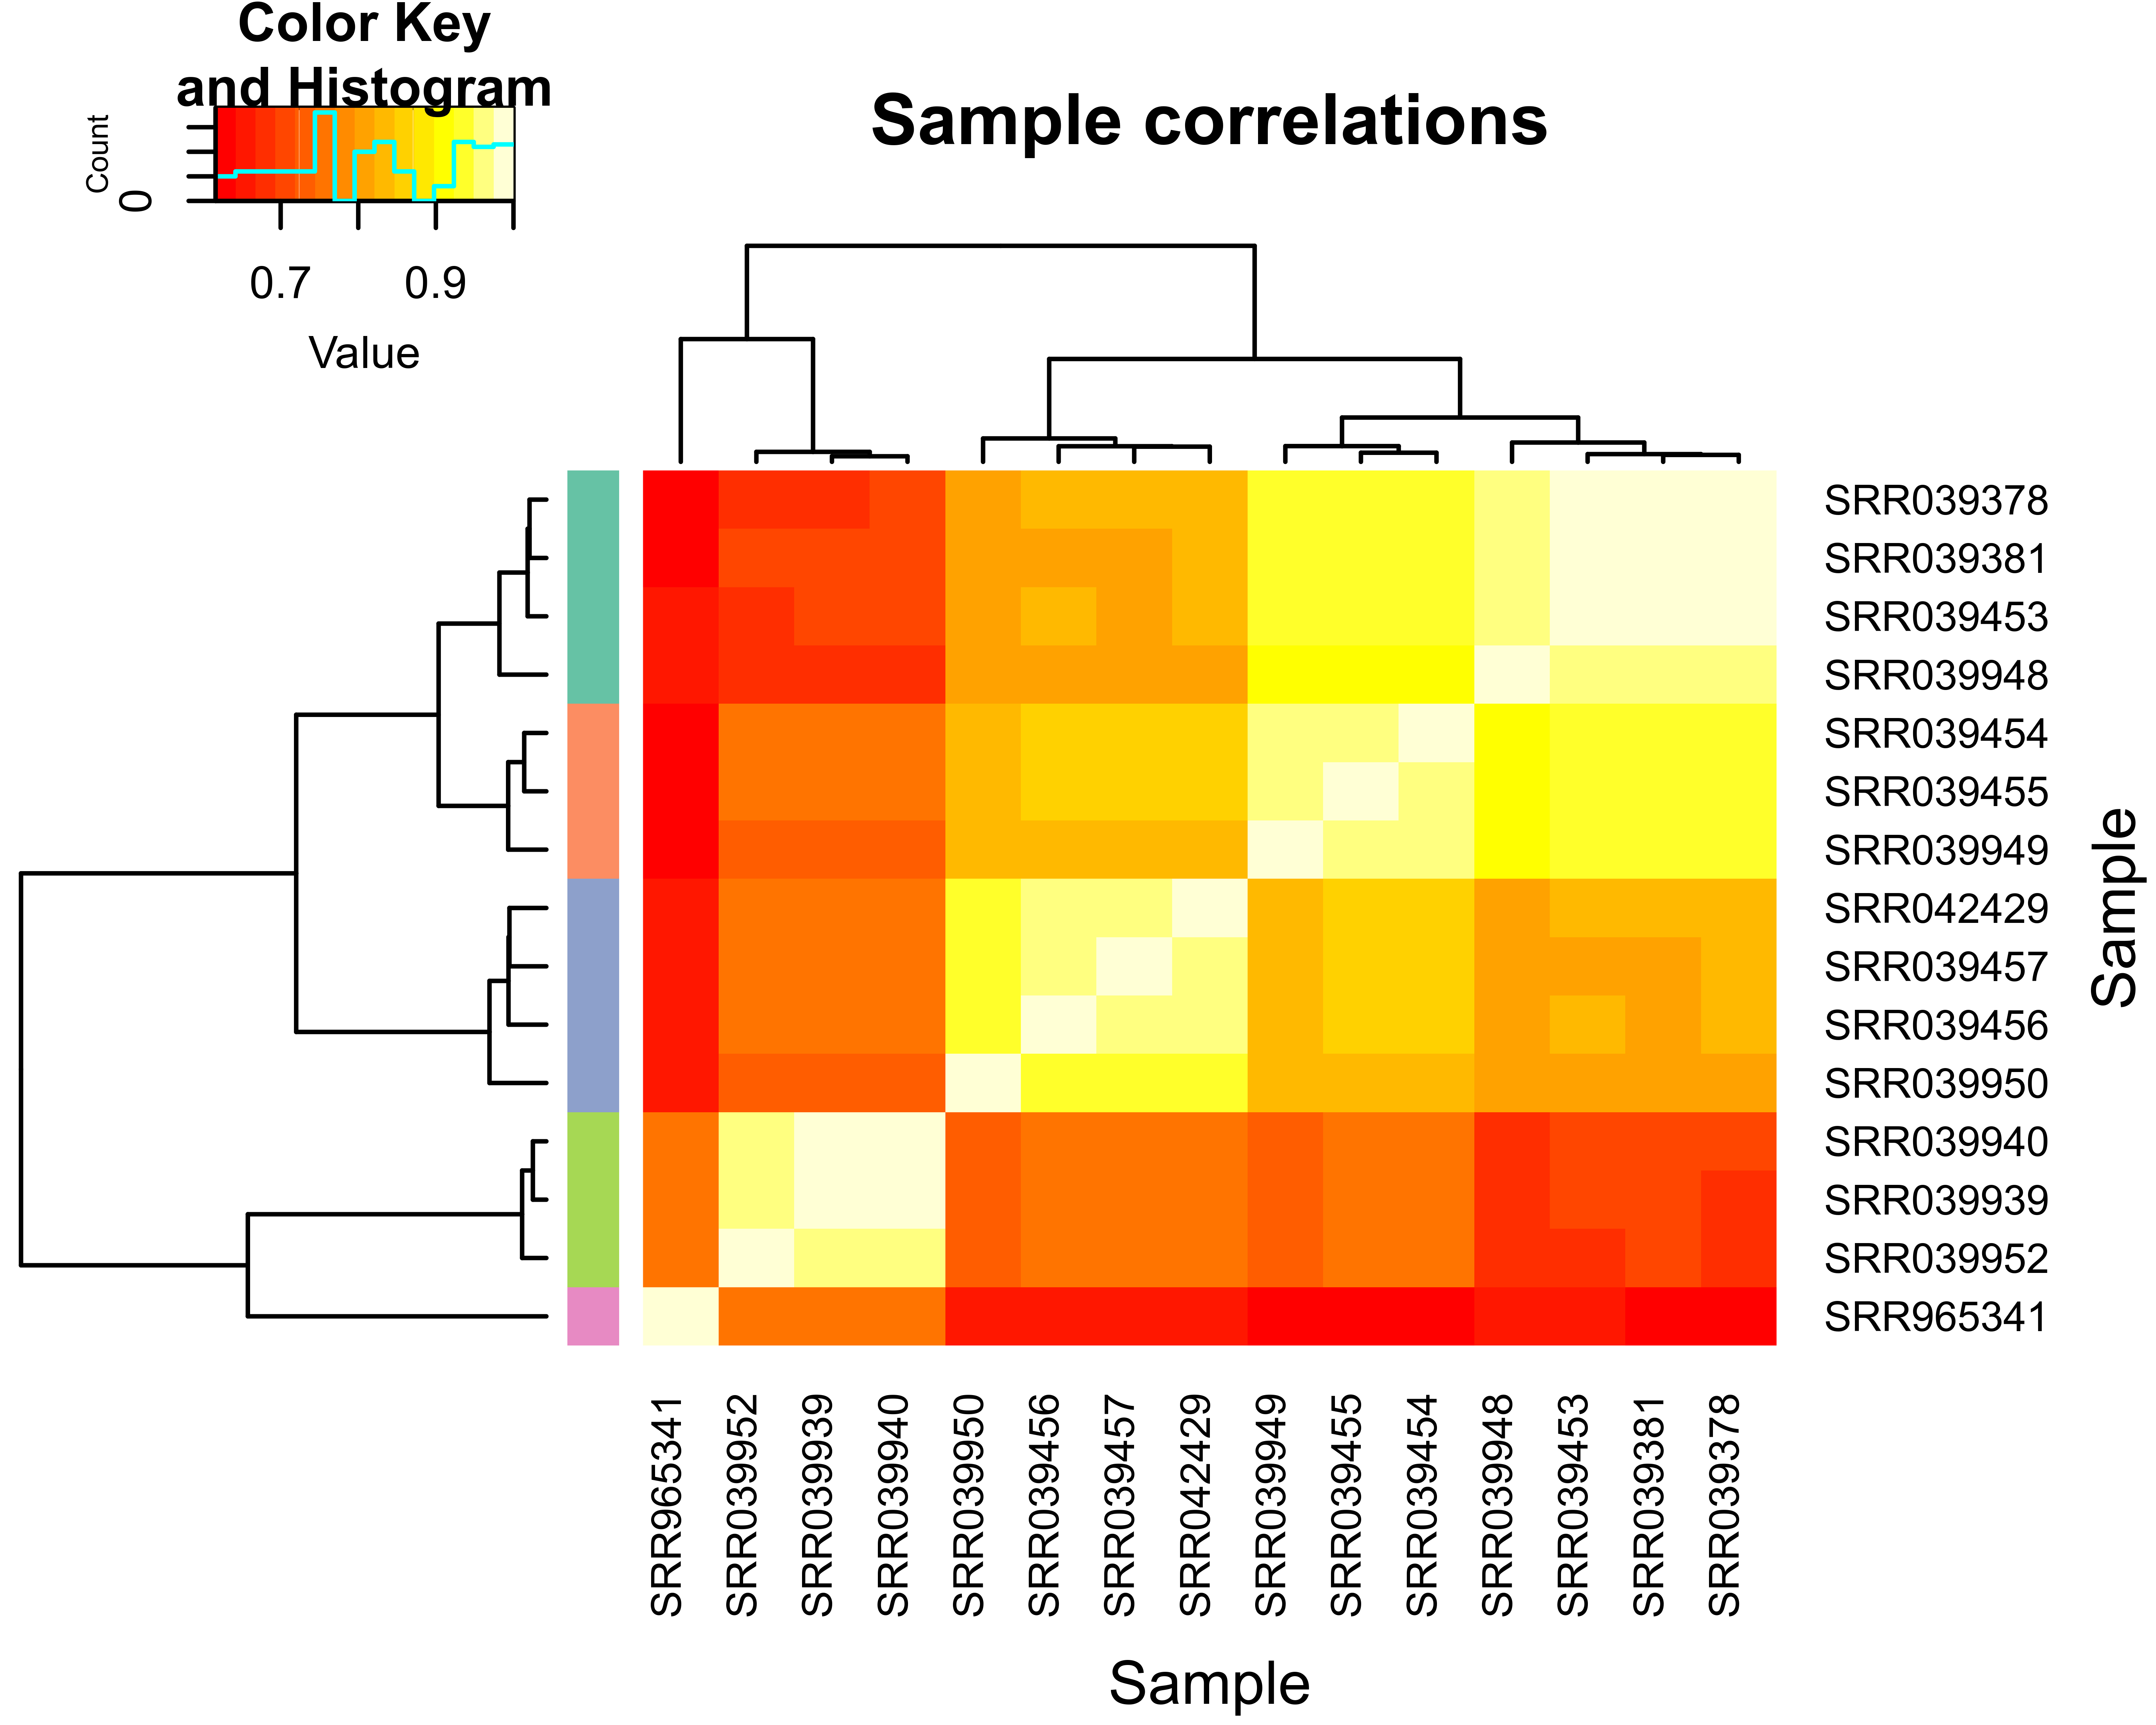 Color Key
and Histogram
Sample correlations
Count
0
0.7 0.9
Value
SRR039378
SRR039381
SRR039453
SRR039948
SRR039454
SRR039455
SRR039949
SRR042429
SRR039457
SRR039456
SRR039950
SRR039940
SRR039939
SRR039952
SRR965341
Sample
SRR965341
SRR039952
SRR039939
SRR039940
SRR039950
SRR039456
SRR039457
SRR042429
SRR039949
SRR039455
SRR039454
SRR039948
SRR039453
SRR039381
SRR039378
Sample